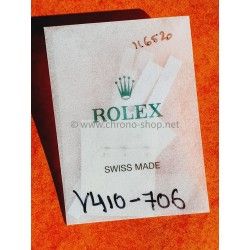 116520
www.chrono-shop.net
ROLEX
SWISS MADE
V410-706